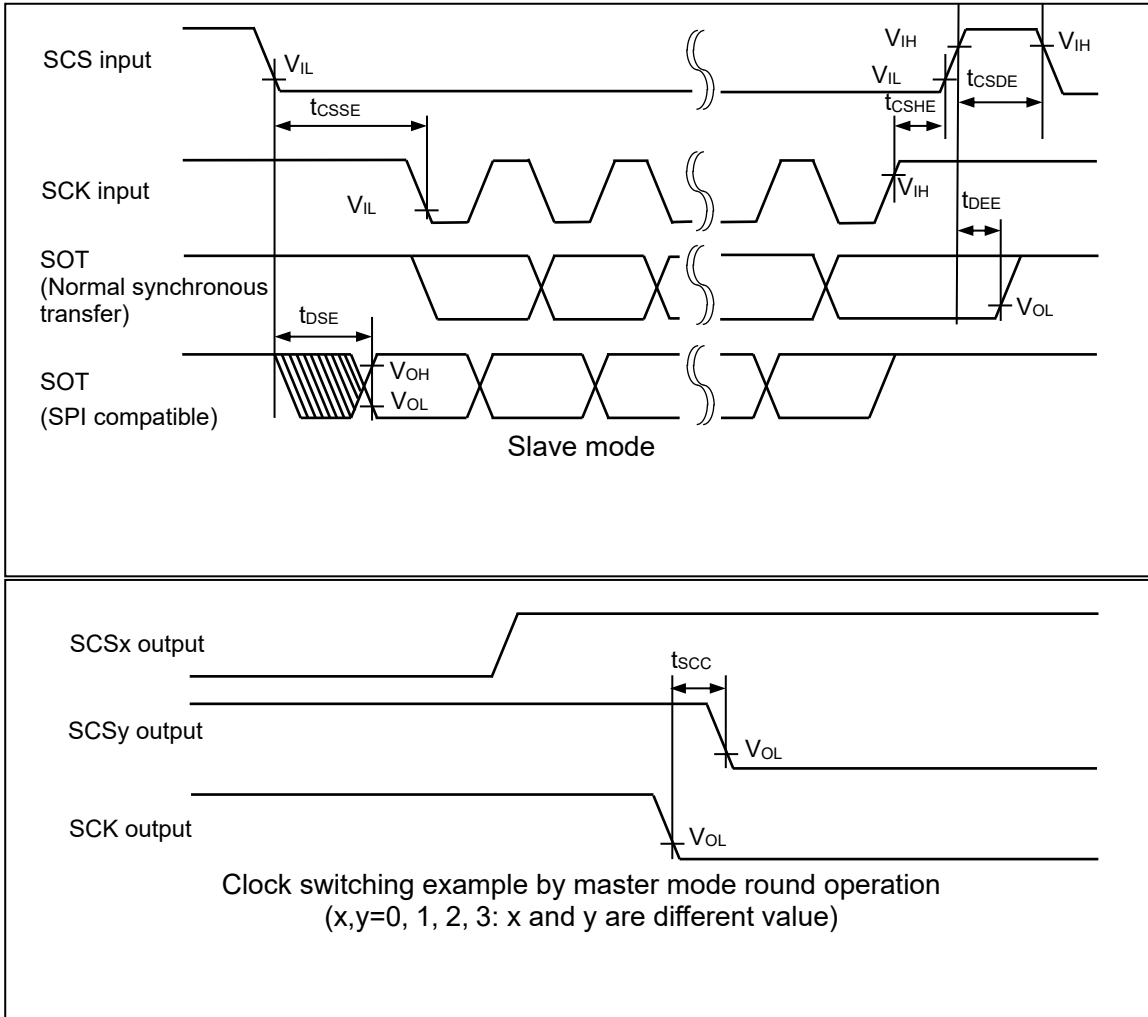 SCS input
VIL
VIH
VIH
VIL
tCSDE
tCSSE
tCSHE
SCK input
VIL
VIH
tDEE
SOT
(Normal synchronous
transfer)
VOL
tDSE
SOT
(SPI compatible)
VOH
VOL
Slave mode
SCSx output
tSCC
SCSy output
VOL
SCK output
VOL
Clock switching example by master mode round operation
(x,y=0, 1, 2, 3: x and y are different value)